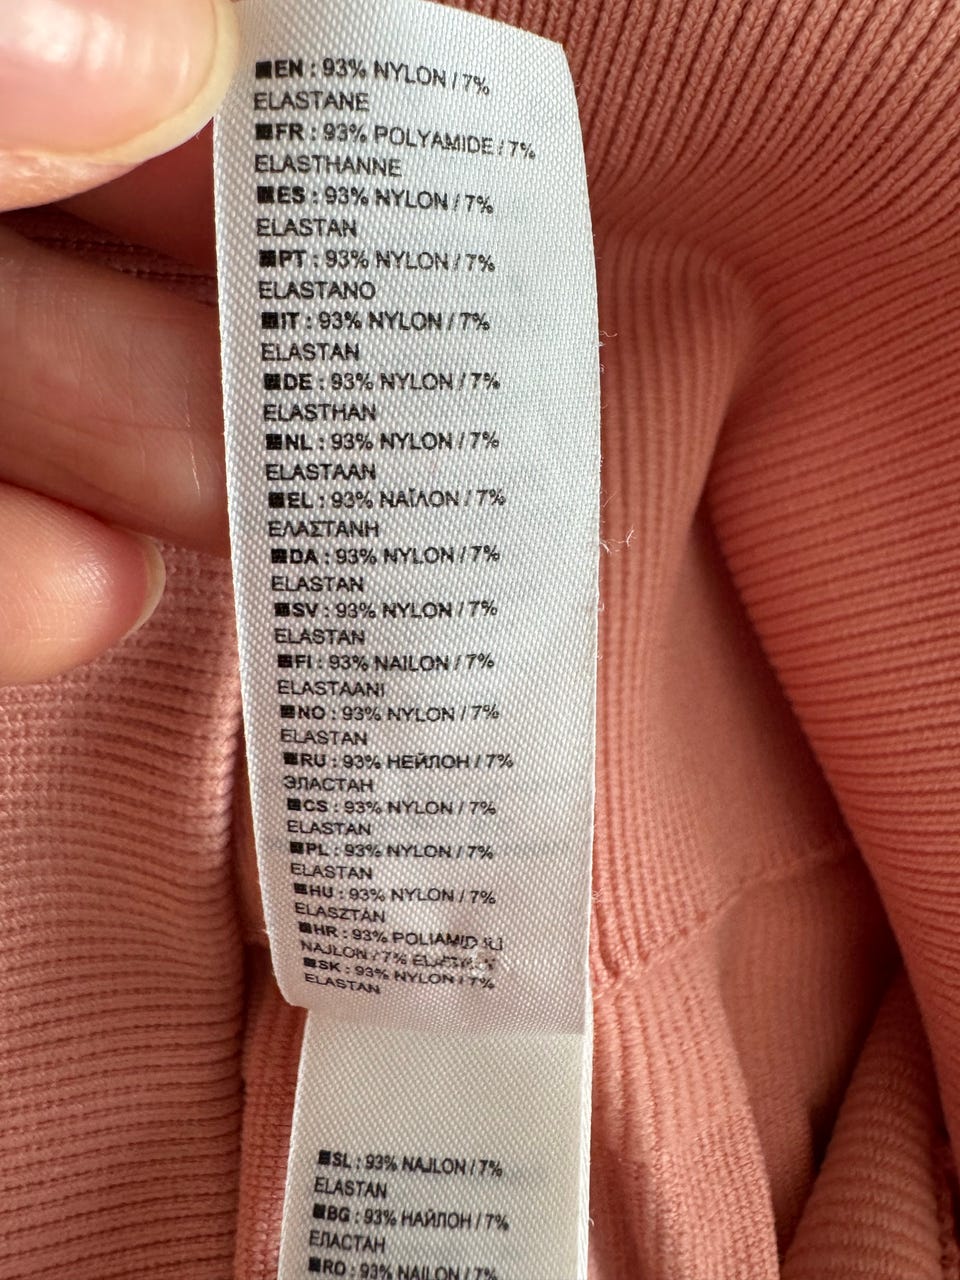 EN : 93% NYLON / 7%
ELASTANE
FR : 93% POLYAMIDE / 7%
ELASTHANNE
ES : 93% NYLON / 7%
ELASTAN
PT : 93% NYLON / 7%
ELASTANO
IT : 93% NYLON / 7%
ELASTAN
DE : 93% NYLON / 7%
ELASTHAN
NL : 93% NYLON / 7%
ELASTAAN
EL : 93% ΝΑΪΛΟΝ / 7%
ΕΛΑΣΤΑΝΗ
DA : 93% NYLON / 7%
ELASTAN
SV : 93% NYLON / 7%
ELASTAN
FI : 93% NAILON / 7%
ELASTAANI
NO : 93% NYLON / 7%
ELASTAN
RU : 93% НЕЙЛОН / 7%
ЭЛАСТАН
CS : 93% NYLON / 7%
ELASTAN
PL : 93% NYLON / 7%
ELASTAN
HU : 93% NYLON / 7%
ELASZTÁN
HR : 93% POLIAMID ILI
NAJLON / 7%
SK : 93% NYLON / 7%
ELASTAN
SL : 93% NAJLON / 7%
ELASTAN
BG : 93% НАЙЛОН / 7%
ЕЛАСТАН
RO : 93% NAILON / 7%